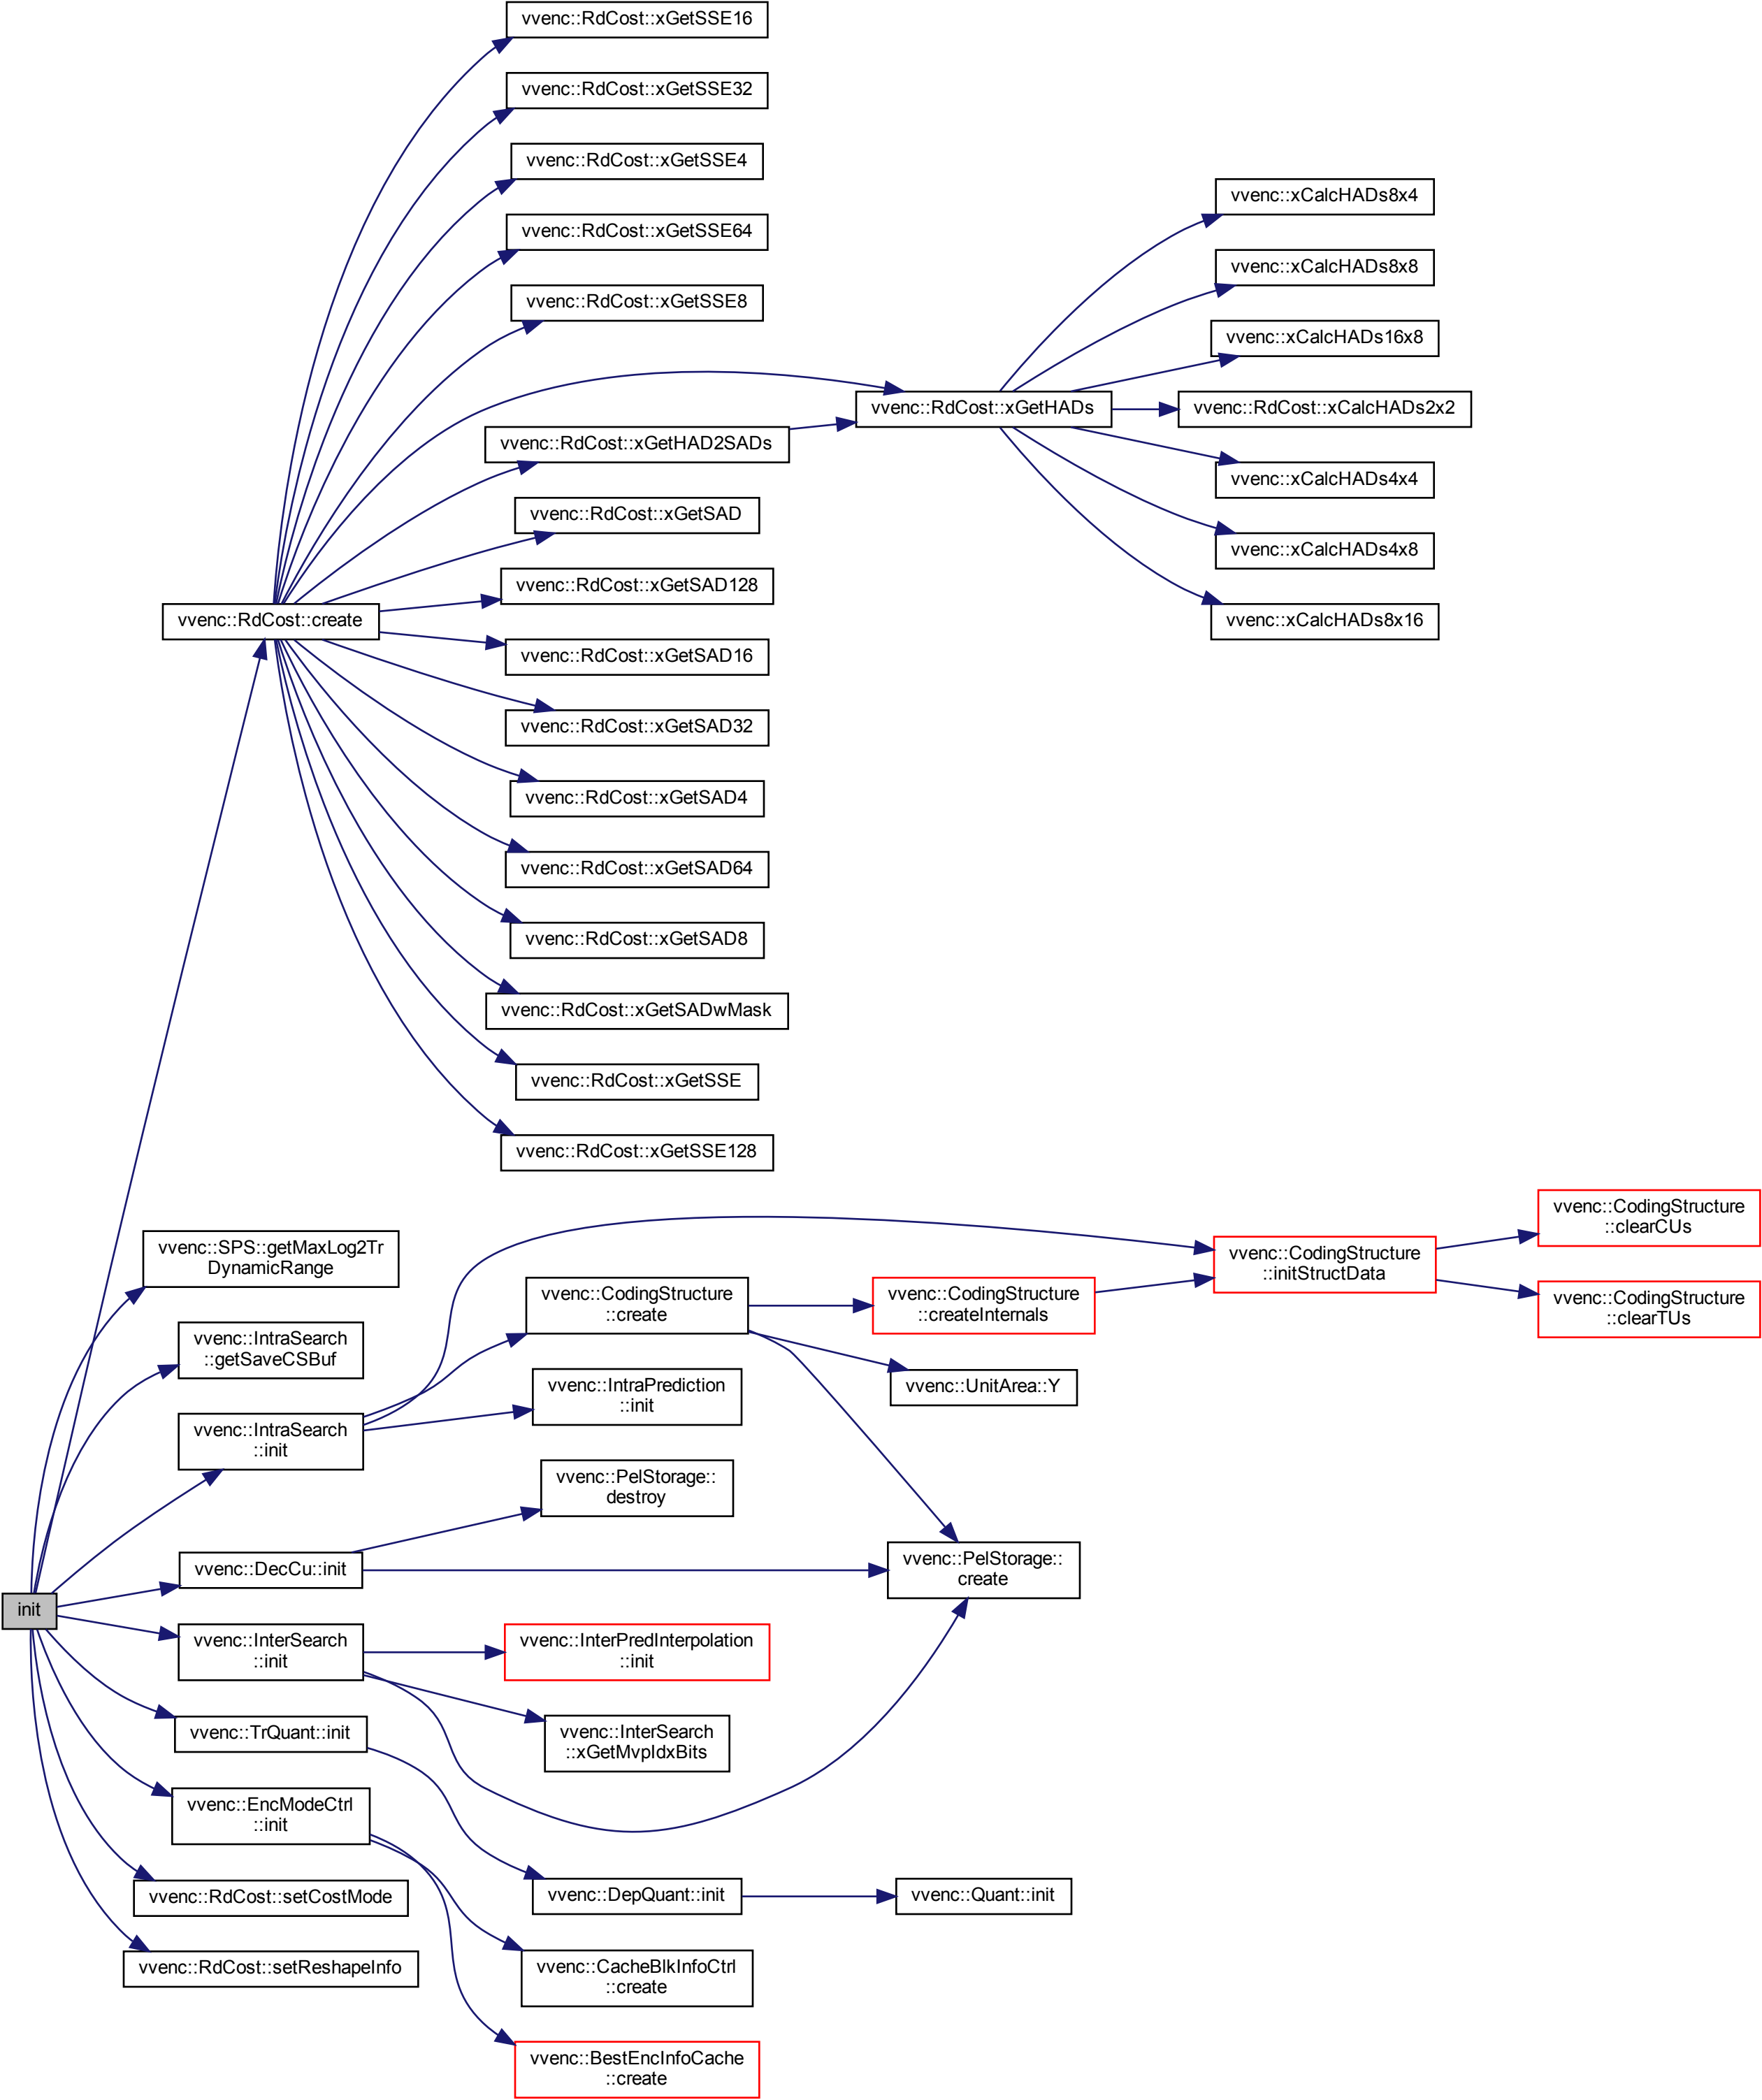 vvenc::RdCost::xGetSSE16
vvenc::RdCost::xGetSSE32
vvenc::RdCost::xGetSSE4
vvenc::RdCost::xGetSSE64
vvenc::RdCost::xGetSSE8
vvenc::RdCost::xGetHADs
vvenc::RdCost::xGetHAD2SADs
vvenc::xCalcHADs8x4
vvenc::xCalcHADs8x8
vvenc::xCalcHADs16x8
vvenc::RdCost::xCalcHADs2x2
vvenc::xCalcHADs4x4
vvenc::xCalcHADs4x8
vvenc::xCalcHADs8x16
vvenc::RdCost::xGetSAD
vvenc::RdCost::xGetSAD128
vvenc::RdCost::create
vvenc::RdCost::xGetSAD16
vvenc::RdCost::xGetSAD32
vvenc::RdCost::xGetSAD4
vvenc::RdCost::xGetSAD64
vvenc::RdCost::xGetSAD8
vvenc::RdCost::xGetSADwMask
vvenc::RdCost::xGetSSE
vvenc::RdCost::xGetSSE128
vvenc::SPS::getMaxLog2Tr
DynamicRange
vvenc::IntraSearch
::getSaveCSBuf
vvenc::IntraSearch
::init
vvenc::CodingStructure
::create
vvenc::CodingStructure
::createInternals
vvenc::CodingStructure
::initStructData
vvenc::CodingStructure
::clearCUs
vvenc::CodingStructure
::clearTUs
vvenc::UnitArea::Y
vvenc::IntraPrediction
::init
vvenc::PelStorage::
destroy
vvenc::DecCu::init
vvenc::PelStorage::
create
init
vvenc::InterSearch
::init
vvenc::InterPredInterpolation
::init
vvenc::InterSearch
::xGetMvpIdxBits
vvenc::TrQuant::init
vvenc::EncModeCtrl
::init
vvenc::RdCost::setCostMode
vvenc::DepQuant::init
vvenc::Quant::init
vvenc::RdCost::setReshapeInfo
vvenc::CacheBlkInfoCtrl
::create
vvenc::BestEncInfoCache
::create